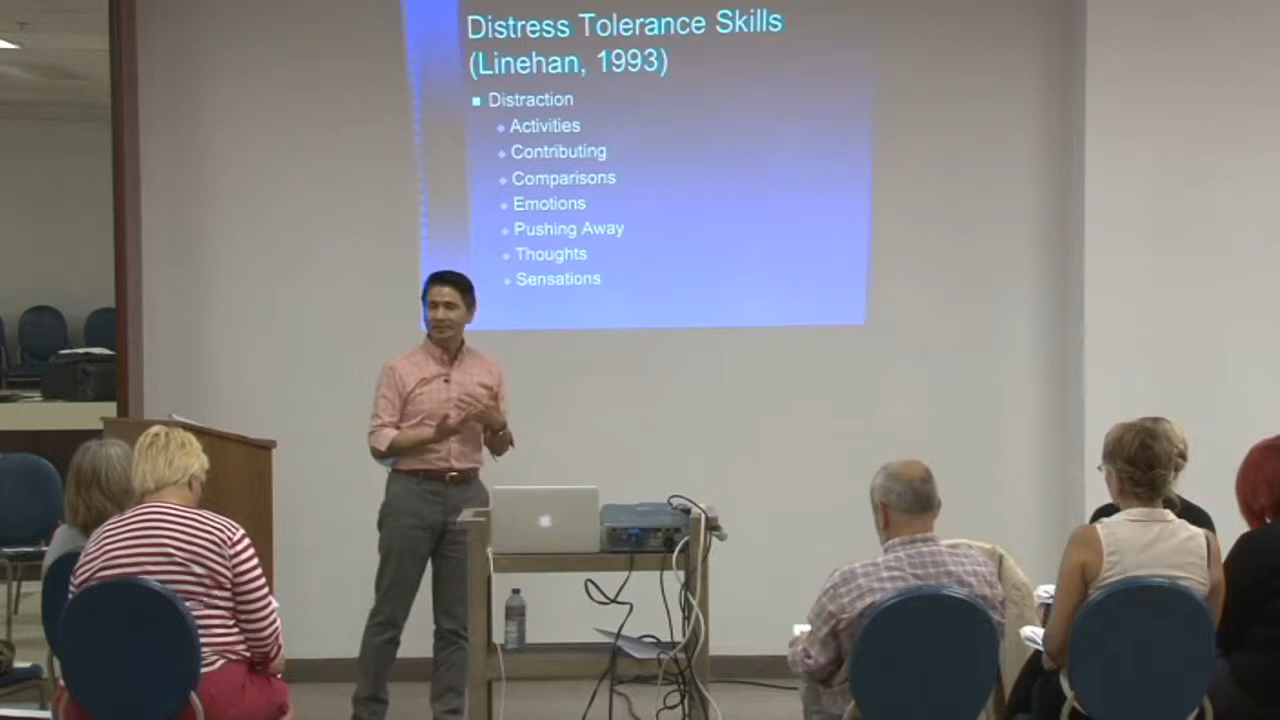 Distress Tolerance Skills
(Linehan, 1993)
Distraction
Activities
Contributing
Comparisons
Emotions
Pushing Away
Thoughts
Sensations